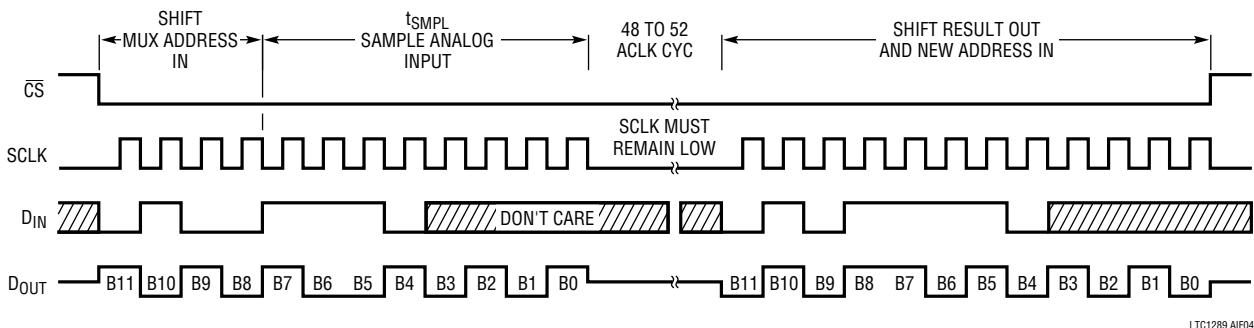 SHIFT
MUX ADDRESS
IN
tSMPL
SAMPLE ANALOG
INPUT
48 TO 52
ACLK CYC
SHIFT RESULT OUT
AND NEW ADDRESS IN
CS
SCLK
SCLK MUST
REMAIN LOW
DIN
DON'T CARE
DOUT
B11 B10 B9 B8 B7 B6 B5 B4 B3 B2 B1 B0
B11 B10 B9 B8 B7 B6 B5 B4 B3 B2 B1 B0
LTC1289 AIF04